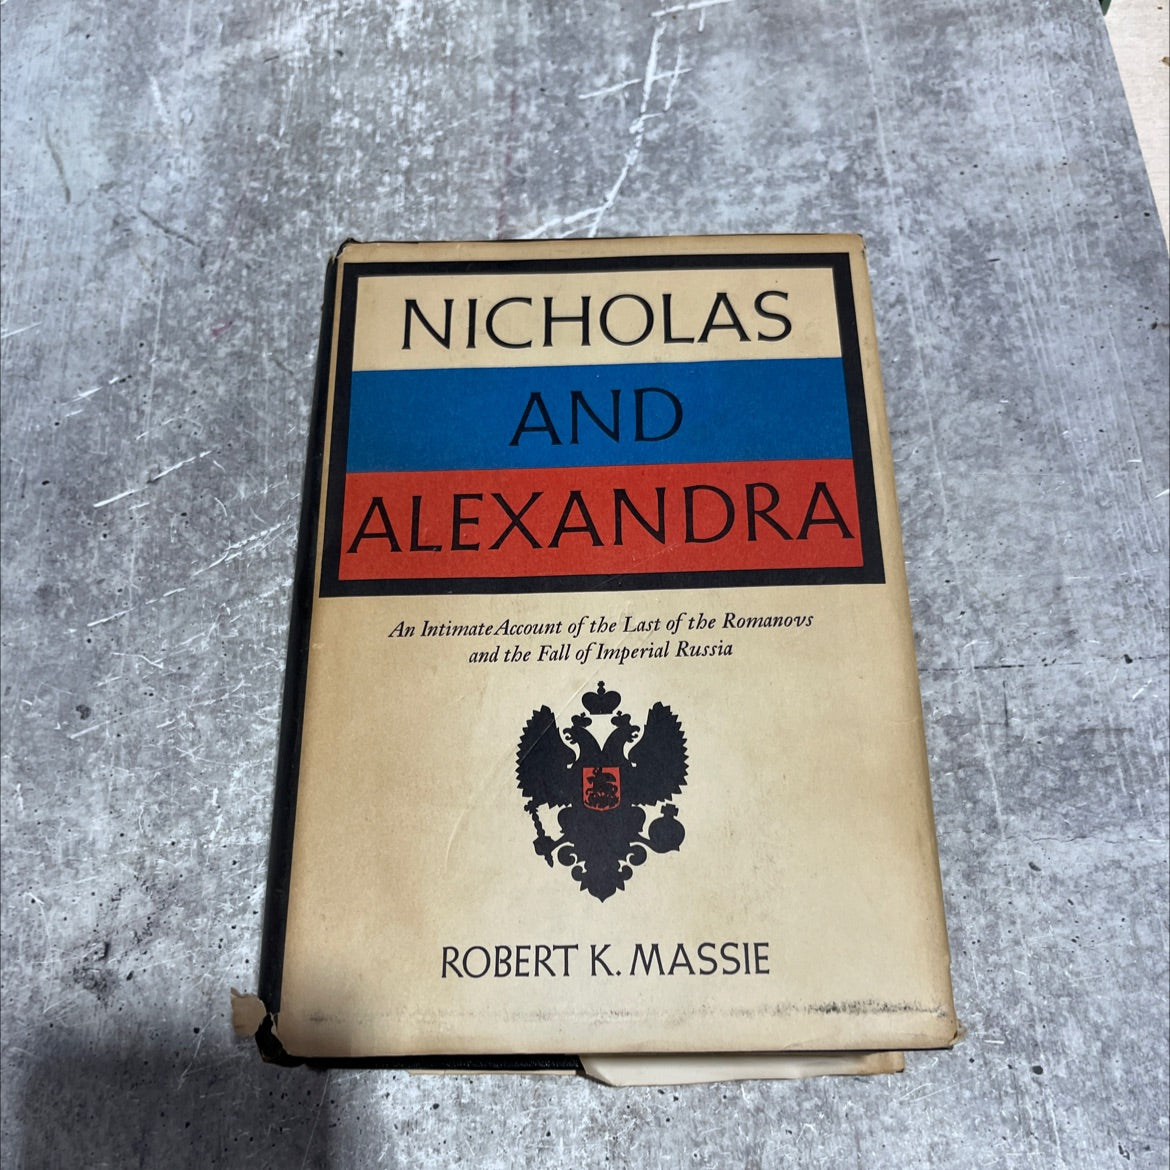 NICHOLAS
AND
ALEXANDRA
An Intimate Account of the Last of the Romanovs
and the Fall of Imperial Russia
ROBERT K. MASSIE